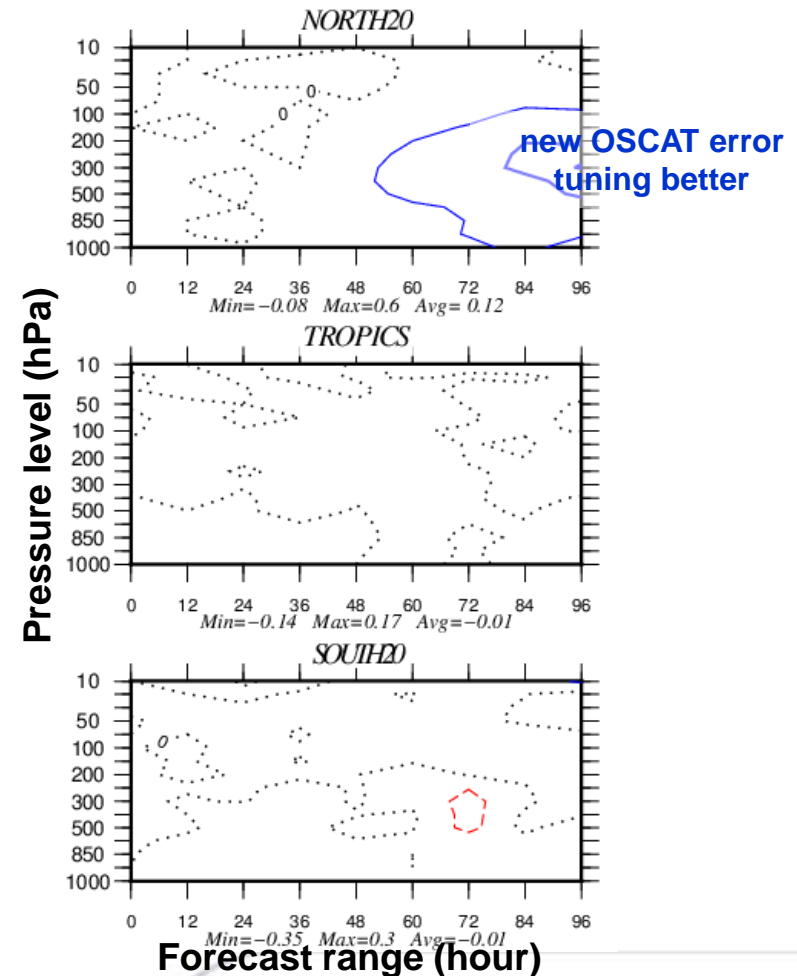 NORTH20
10
50
100
200
300
500
850
1000
0
0
new OSCAT error
tuning better
0 12 24 36 48 60 72 84 96
Min=−0.08 Max=0.6 Avg= 0.12
Pressure level (hPa)
TROPICS
10
50
100
200
300
500
850
1000
0 12 24 36 48 60 72 84 96
Min=−0.14 Max=0.17 Avg=−0.01
SOUTH20
10
50
100
200
300
500
850
1000
0
0 12 24 36 48 60 72 84 96
Min=−0.35 Max=0.3 Avg=−0.01
Forecast range (hour)